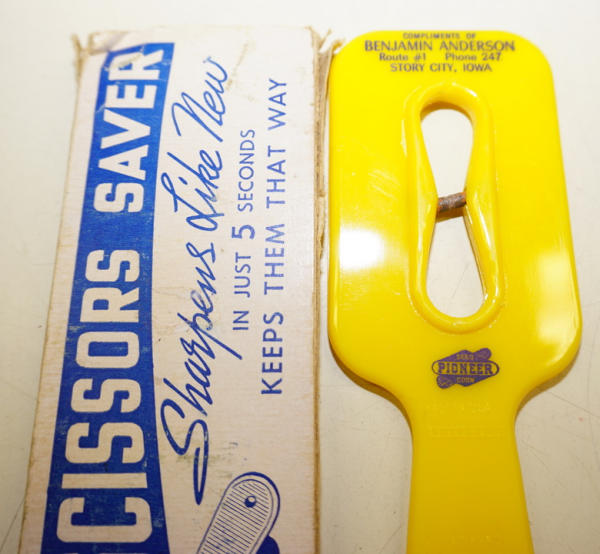 SCISSORS SAVER
Sharpens Like New
IN JUST 5 SECONDS
KEEPS THEM THAT WAY
COMPLIMENTS OF
BENJAMIN ANDERSON
Route #1 Phone 247
STORY CITY, IOWA
PIONEER
CORN